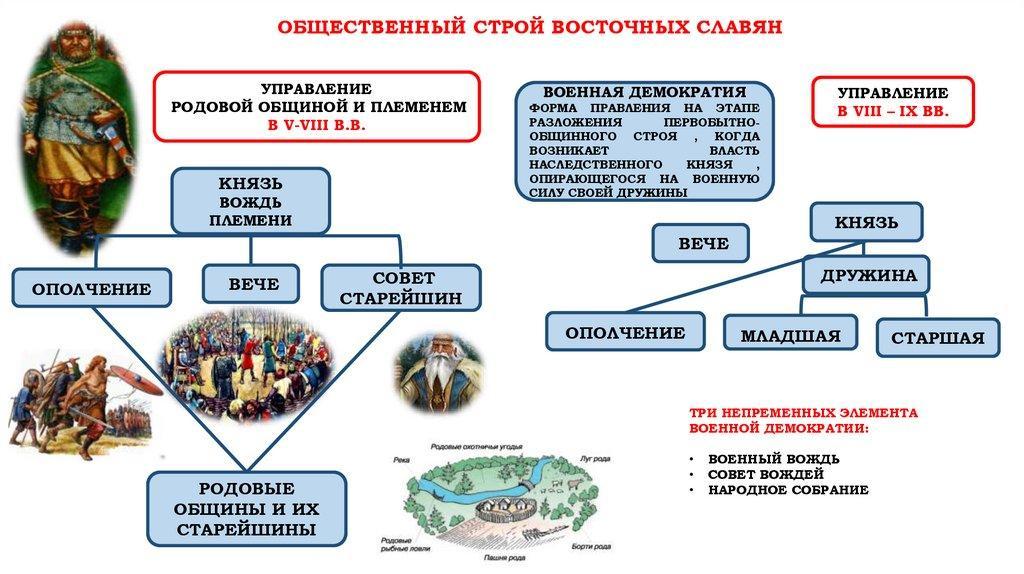 ОБЩЕСТВЕННЫЙ СТРОЙ ВОСТОЧНЫХ СЛАВЯН
УПРАВЛЕНИЕ
РОДОВОЙ ОБЩИНОЙ И ПЛЕМЕНЕМ
В V-VIII В.В.
КНЯЗЬ
ВОЖДЬ
ПЛЕМЕНИ
ОПОЛЧЕНИЕ
ВЕЧЕ
СОВЕТ
СТАРЕЙШИН
РОДОВЫЕ
ОБЩИНЫ И ИХ
СТАРЕЙШИНЫ
ВОЕННАЯ ДЕМОКРАТИЯ
ФОРМА ПРАВЛЕНИЯ НА ЭТАПЕ
РАЗЛОЖЕНИЯ ПЕРВОБЫТНО-
ОБЩИННОГО СТРОЯ , КОГДА
ВОЗНИКАЕТ ВЛАСТЬ
НАСЛЕДСТВЕННОГО КНЯЗЯ ,
ОПИРАЮЩЕГОСЯ НА ВОЕННУЮ
СИЛУ СВОЕЙ ДРУЖИНЫ
УПРАВЛЕНИЕ
В VIII – IX ВВ.
КНЯЗЬ
ВЕЧЕ
ДРУЖИНА
ОПОЛЧЕНИЕ
МЛАДШАЯ
СТАРШАЯ
ТРИ НЕПРЕМЕННЫХ ЭЛЕМЕНТА
ВОЕННОЙ ДЕМОКРАТИИ:
• ВОЕННЫЙ ВОЖДЬ
• СОВЕТ ВОЖДЕЙ
• НАРОДНОЕ СОБРАНИЕ
Родовые охотничьи угодья
Река
Луг рода
Родовые
рыбные ловли
Пашня рода
Борти рода